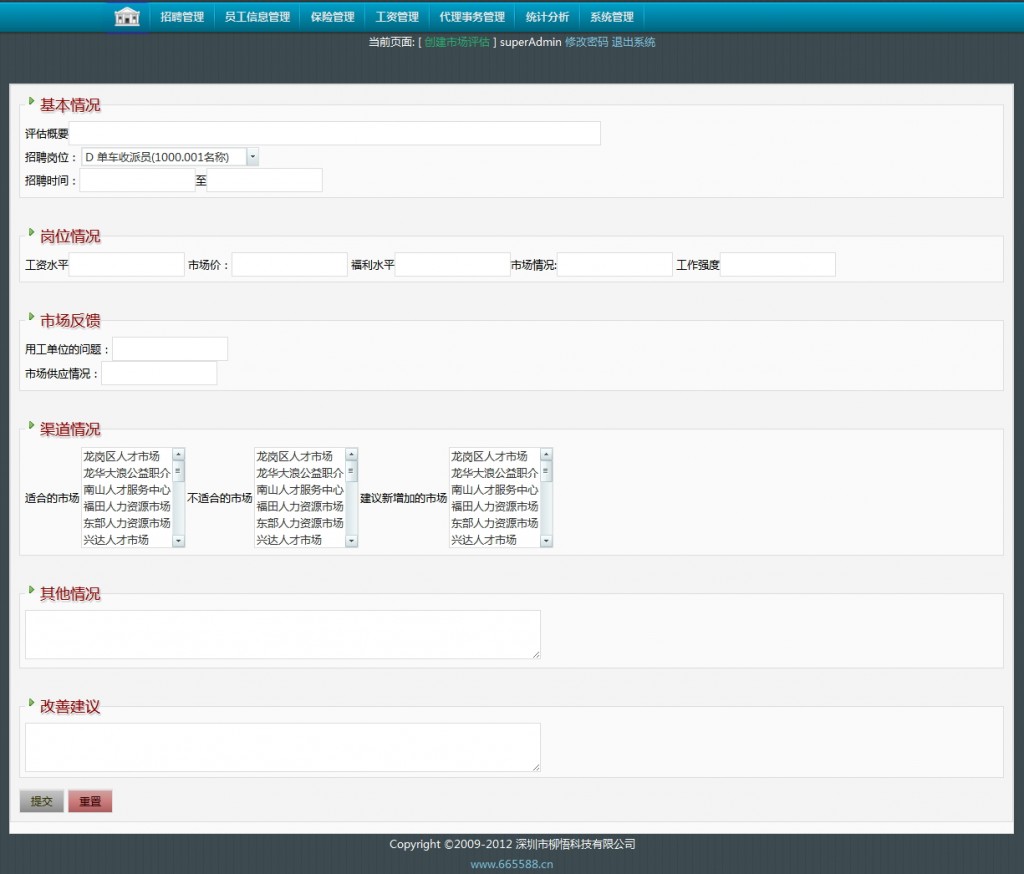 招聘管理 员工信息管理 保险管理 工资管理 代理事务管理 统计分析 系统管理
当前页面: [ 创建市场评估 ] superAdmin 修改密码 退出系统
基本情况
评估概要
招聘岗位： D 单车收派员(1000.001名称)
招聘时间： 至
岗位情况
工资水平 市场价： 福利水平 市场情况: 工作强度
市场反馈
用工单位的问题：
市场供应情况：
渠道情况
适合的市场
龙岗区人才市场
龙华大浪公益职介
南山人才服务中心
福田人力资源市场
东部人力资源市场
兴达人才市场
不适合的市场
龙岗区人才市场
龙华大浪公益职介
南山人才服务中心
福田人力资源市场
东部人力资源市场
兴达人才市场
建议新增加的市场
龙岗区人才市场
龙华大浪公益职介
南山人才服务中心
福田人力资源市场
东部人力资源市场
兴达人才市场
其他情况
改善建议
提交 重置
Copyright ©2009-2012 深圳市柳悟科技有限公司
www.665588.cn